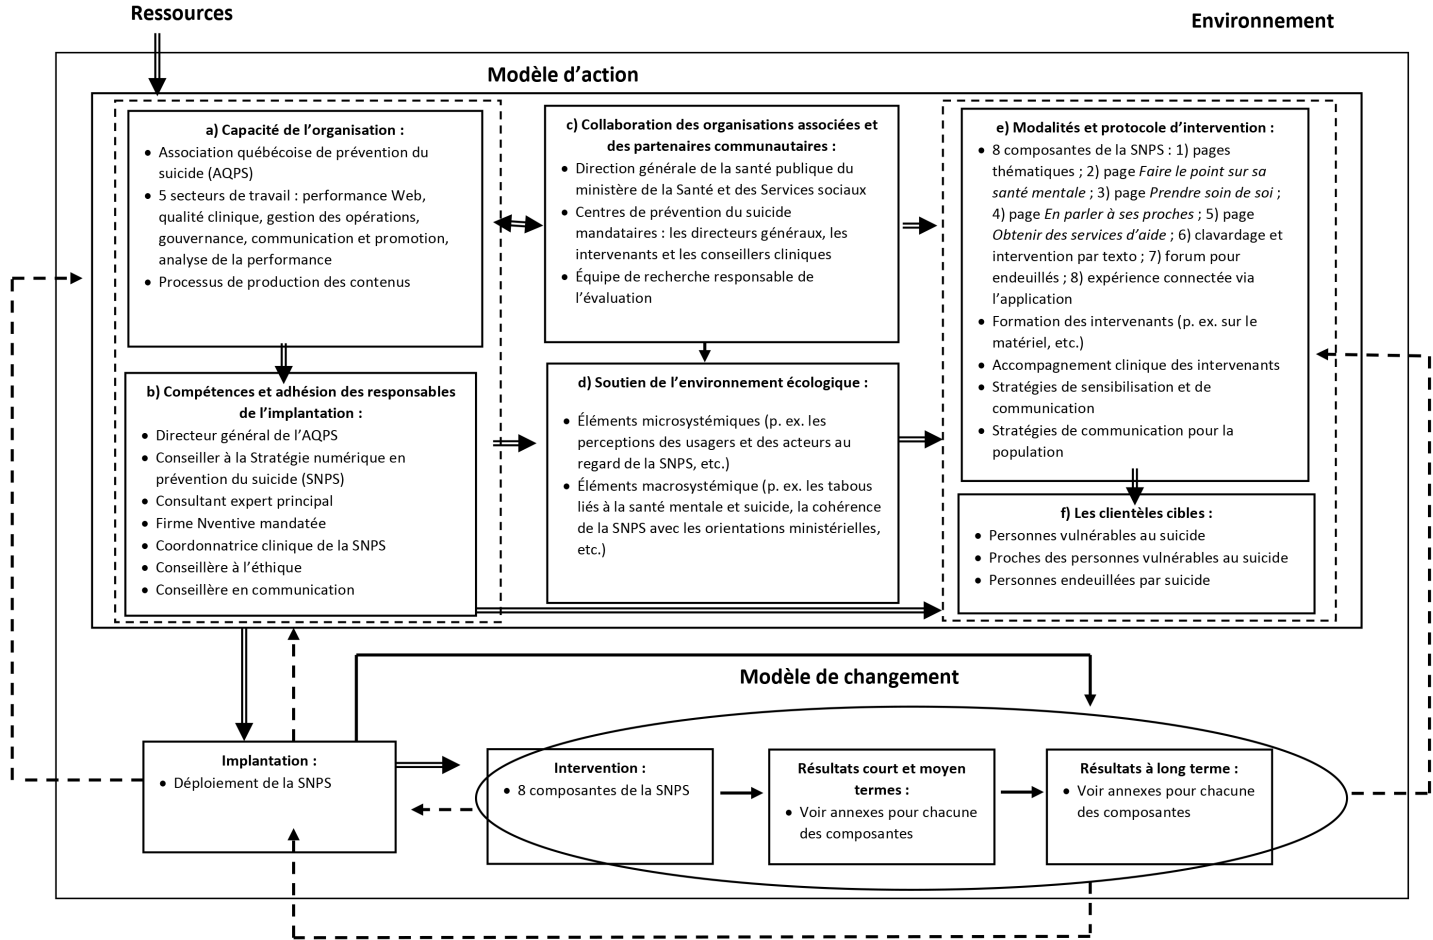 Ressources
Environnement
Modèle d’action
a) Capacité de l’organisation :
• Association québécoise de prévention du
suicide (AQPS)
• 5 secteurs de travail : performance Web,
qualité clinique, gestion des opérations,
gouvernance, communication et promotion,
analyse de la performance
• Processus de production des contenus
b) Compétences et adhésion des responsables
de l’implantation :
• Directeur général de l’AQPS
• Conseiller à la Stratégie numérique en
prévention du suicide (SNPS)
• Consultant expert principal
• Firme Nventive mandatée
• Coordonnatrice clinique de la SNPS
• Conseillère à l’éthique
• Conseillère en communication
c) Collaboration des organisations associées et
des partenaires communautaires :
• Direction générale de la santé publique du
ministère de la Santé et des Services sociaux
• Centres de prévention du suicide
mandataires : les directeurs généraux, les
intervenants et les conseillers cliniques
• Équipe de recherche responsable de
l’évaluation
d) Soutien de l’environnement écologique :
• Éléments microsystémiques (p. ex. les
perceptions des usagers et des acteurs au
regard de la SNPS, etc.)
• Éléments macrosystémique (p. ex. les tabous
liés à la santé mentale et suicide, la cohérence
de la SNPS avec les orientations ministérielles,
etc.)
e) Modalités et protocole d’intervention :
• 8 composantes de la SNPS : 1) pages
thématiques ; 2) page Faire le point sur sa
santé mentale ; 3) page Prendre soin de soi ;
4) page En parler à ses proches ; 5) page
Obtenir des services d’aide ; 6) clavardage et
intervention par texto ; 7) forum pour
endeuillés ; 8) expérience connectée via
l’application
• Formation des intervenants (p. ex. sur le
matériel, etc.)
• Accompagnement clinique des intervenants
• Stratégies de sensibilisation et de
communication
• Stratégies de communication pour la
population
f) Les clientèles cibles :
• Personnes vulnérables au suicide
• Proches des personnes vulnérables au suicide
• Personnes endeuillées par suicide
Modèle de changement
Implantation :
• Déploiement de la SNPS
Intervention :
• 8 composantes de la SNPS
Résultats court et moyen
termes :
• Voir annexes pour chacune
des composantes
Résultats à long terme :
• Voir annexes pour chacune
des composantes